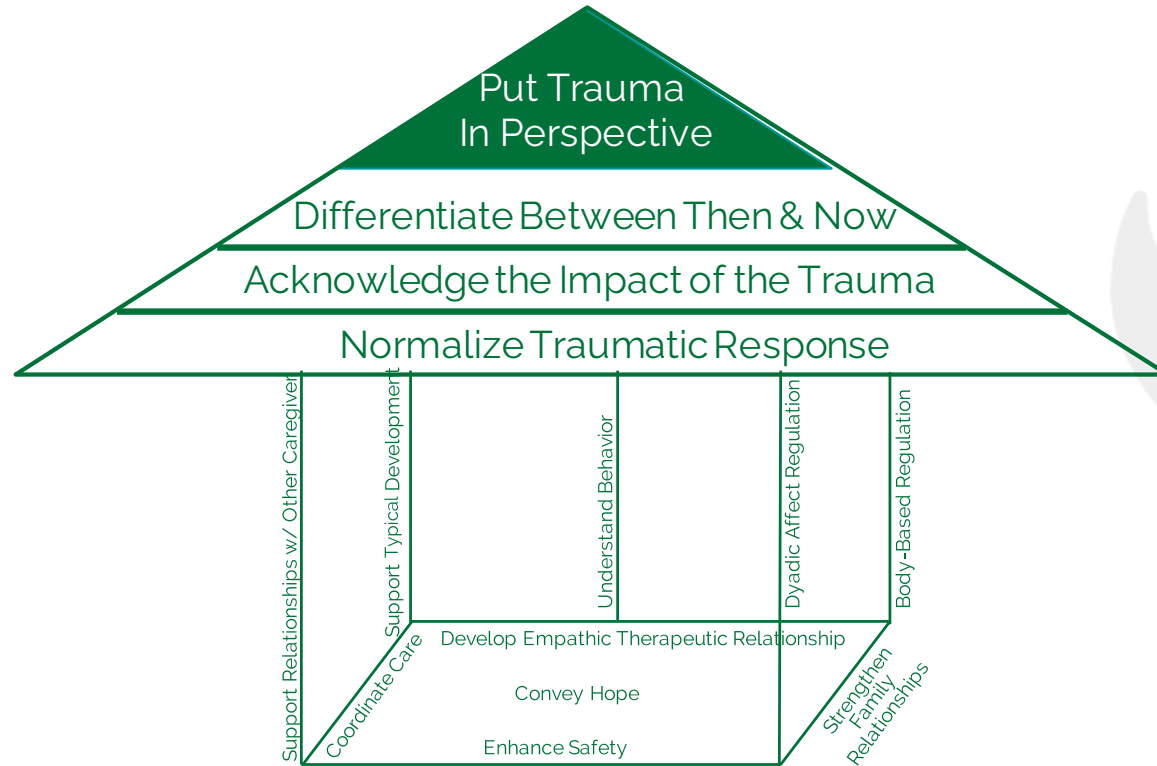 Put Trauma
In Perspective
Differentiate Between Then & Now
Acknowledge the Impact of the Trauma
Normalize Traumatic Response
Support Relationships w/ Other Caregiver
Support Typical Development
Understand Behavior
Dyadic Affect Regulation
Body-Based Regulation
Develop Empathic Therapeutic Relationship
Coordinate Care
Convey Hope
Strengthen
Family
Relationships
Enhance Safety